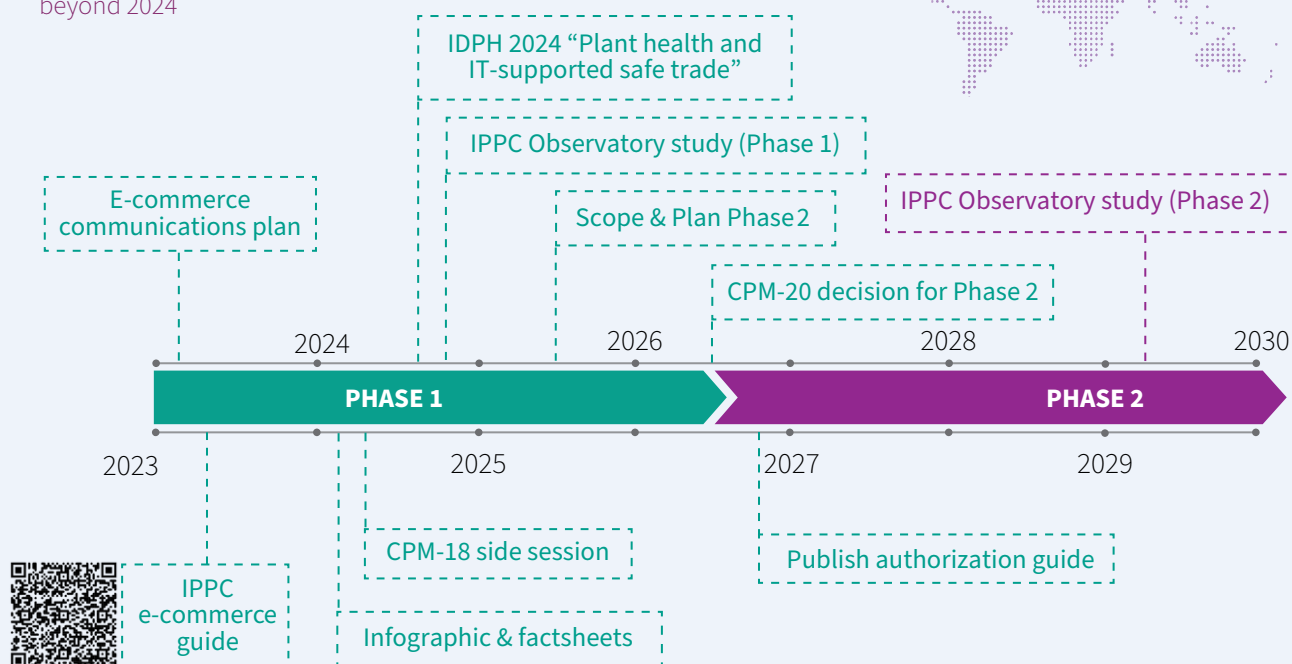 beyond 2024
IDPH 2024 “Plant health and
IT-supported safe trade”
IPPC Observatory study (Phase 1)
E-commerce
communications plan
Scope & Plan Phase 2
IPPC Observatory study (Phase 2)
CPM-20 decision for Phase 2
2024
2026
2028
2030
PHASE 1
PHASE 2
2023
2025
2027
2029
CPM-18 side session
Publish authorization guide
IPPC
e-commerce
guide
Infographic & factsheets